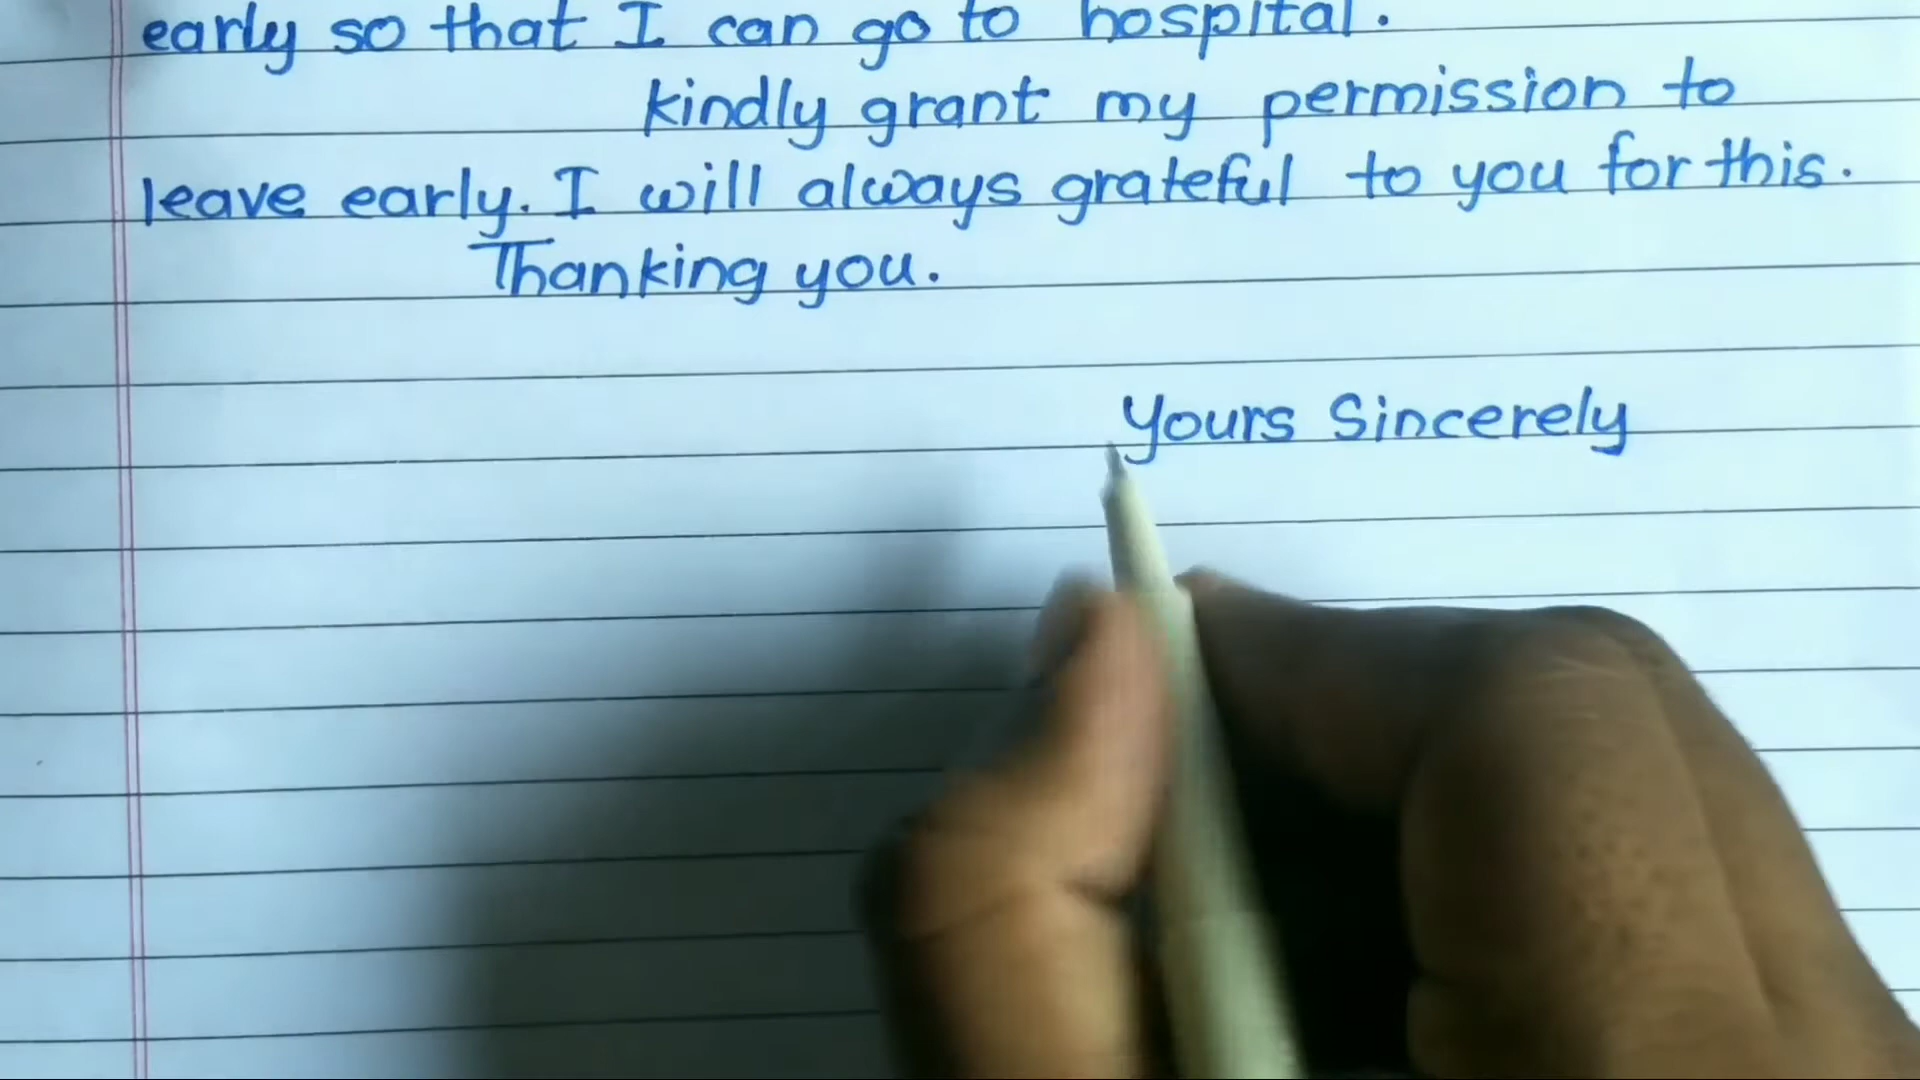 early so that I can go to hospital.
kindly grant my permission to
leave early. I will always grateful to you for this.
Thanking you.
Yours Sincerely